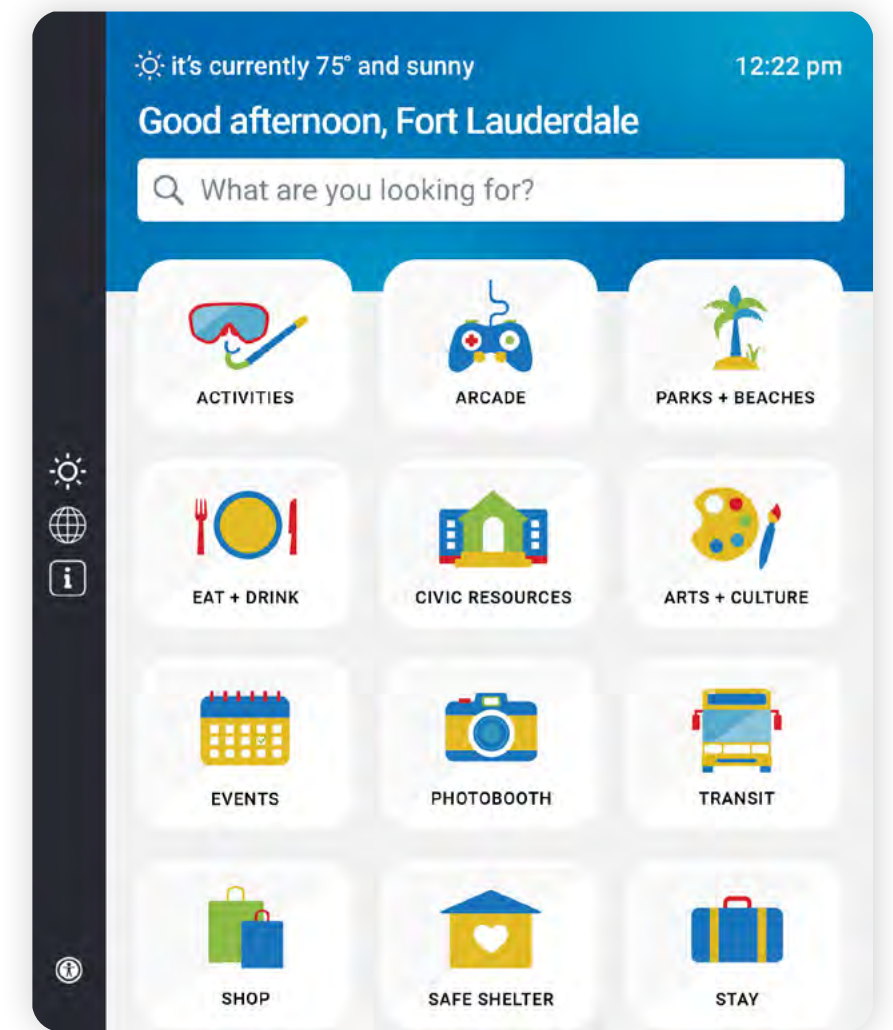 it's currently 75° and sunny
12:22 pm
Good afternoon, Fort Lauderdale
What are you looking for?
ACTIVITIES
ARCADE
PARKS + BEACHES
EAT + DRINK
CIVIC RESOURCES
ARTS + CULTURE
EVENTS
PHOTOBOOTH
TRANSIT
SHOP
SAFE SHELTER
STAY